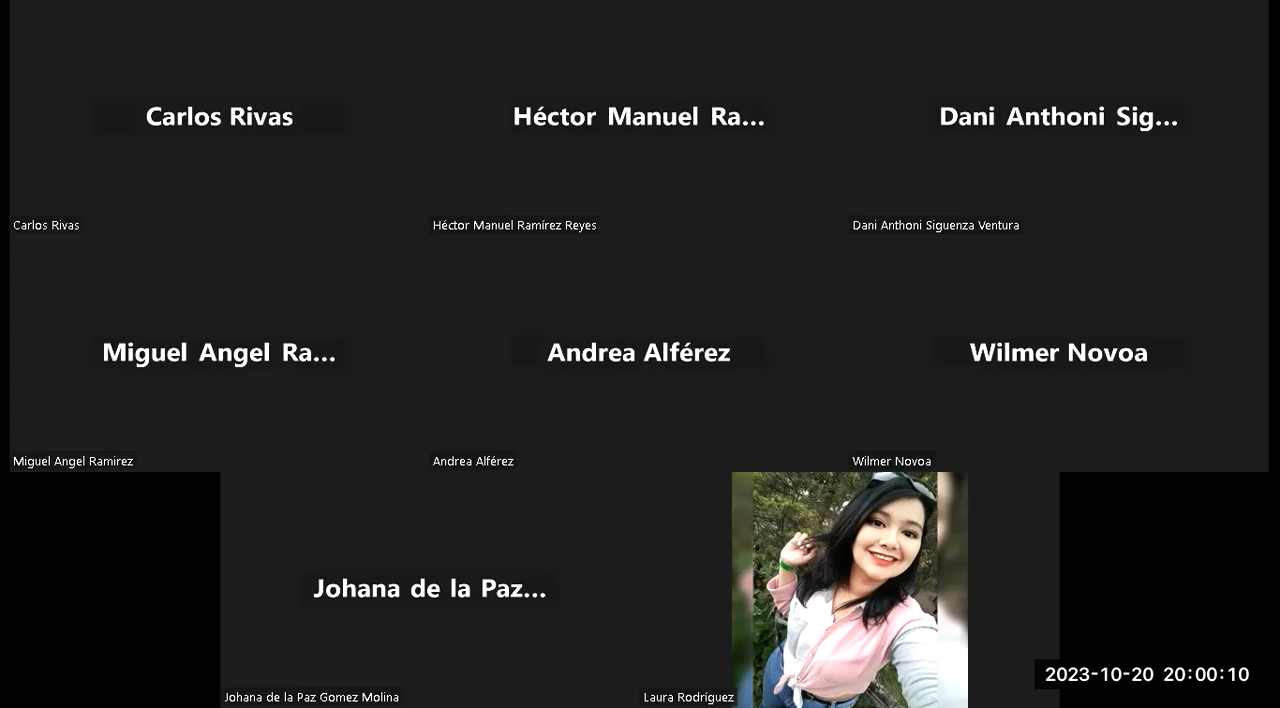 Carlos Rivas
Héctor Manuel Ra...
Dani Anthoni Sig...
Carlos Rivas
Héctor Manuel Ramírez Reyes
Dani Anthoni Siguenza Ventura
Miguel Angel Ra...
Andrea Alférez
Wilmer Novoa
Miguel Angel Ramirez
Andrea Alférez
Wilmer Novoa
Johana de la Paz...
Johana de la Paz Gomez Molina
Laura Rodríguez
2023-10-20 20:00:10